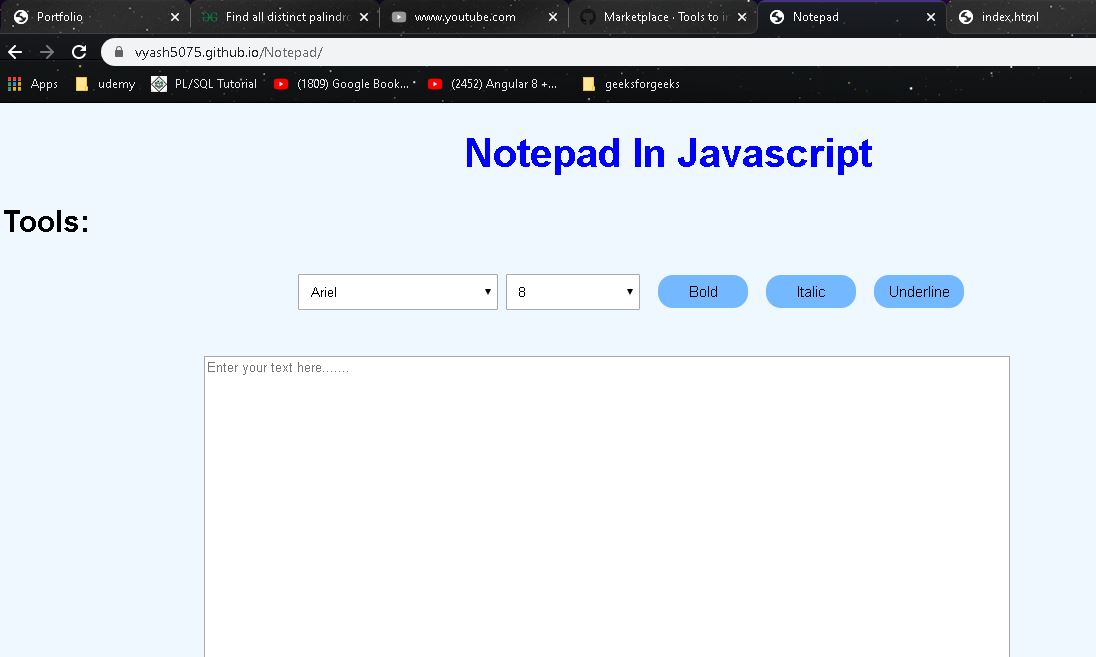 Portfolio Find all distinct palindro www.youtube.com Marketplace · Tools to i Notepad index.html
vyash5075.github.io/Notepad/
Apps udemy PL/SQL Tutorial (1809) Google Book... (2452) Angular 8 +... geeksforgeeks
Notepad In Javascript
Tools:
Ariel 8 Bold Italic Underline
Enter your text here.......